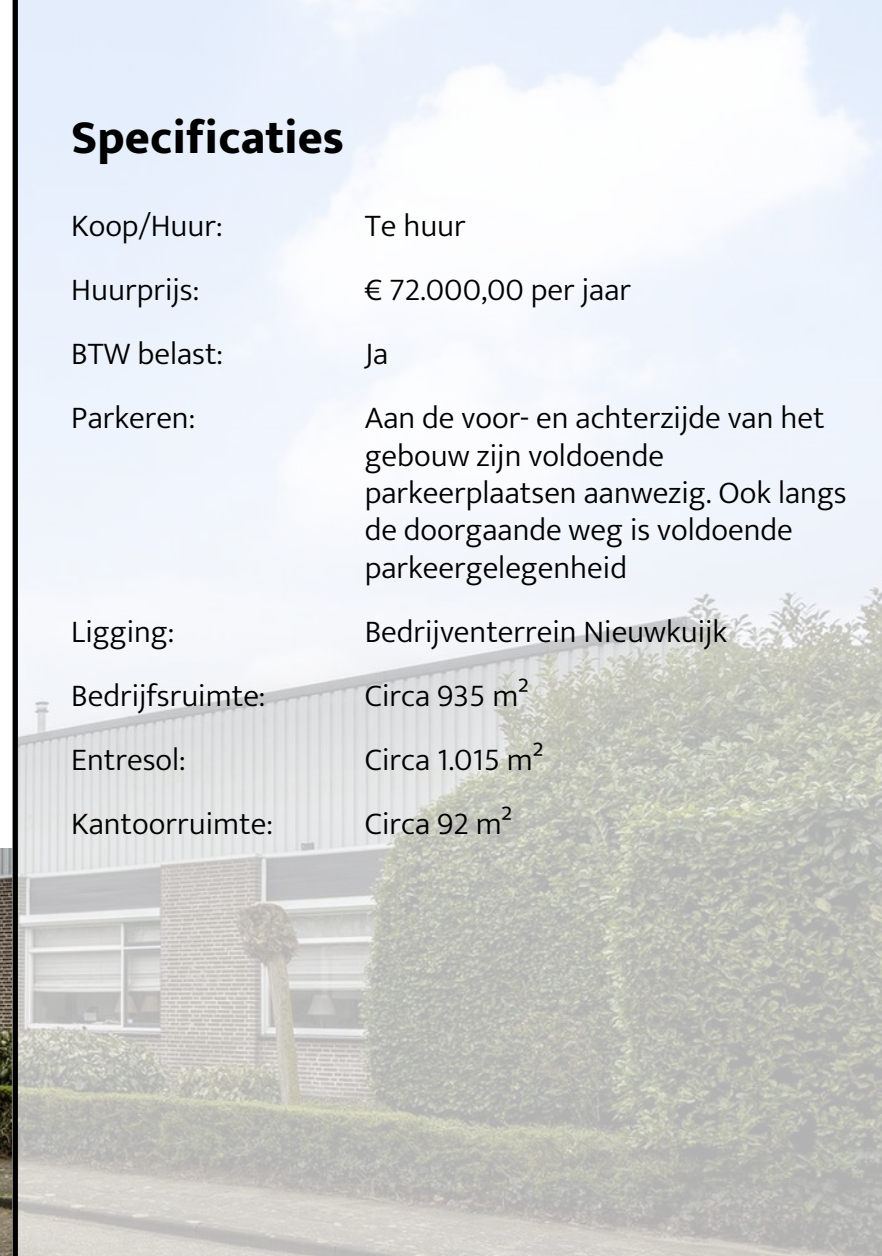 Specificaties
Koop/Huur: Te huur
Huurprijs: € 72.000,00 per jaar
BTW belast: Ja
Parkeren: Aan de voor- en achterzijde van het
gebouw zijn voldoende
parkeerplaatsen aanwezig. Ook langs
de doorgaande weg is voldoende
parkeergelegenheid
Ligging: Bedrijventerrein Nieuwkuijk
Bedrijfsruimte: Circa 935 m²
Entresol: Circa 1.015 m²
Kantoorruimte: Circa 92 m²